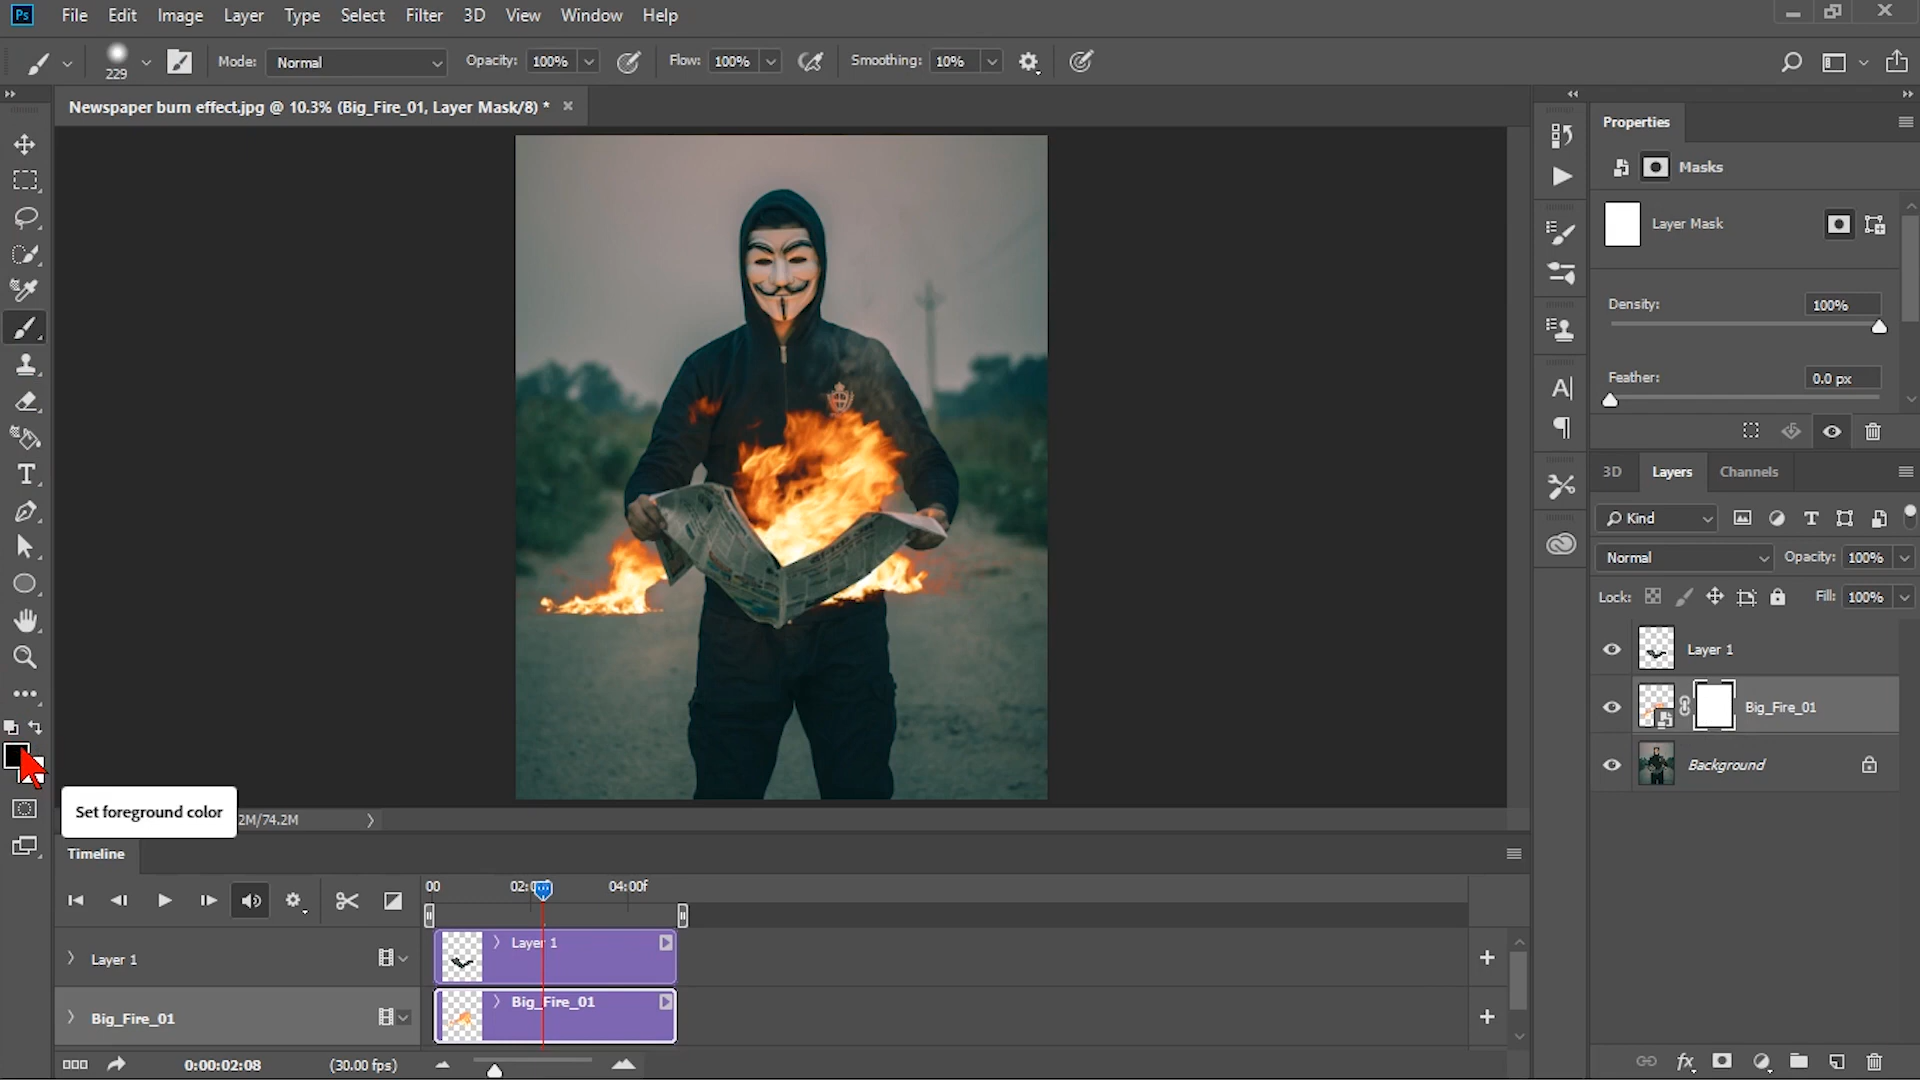 Ps File Edit Image Layer Type Select Filter 3D View Window Help
229 Mode: Normal Opacity: 100% Flow: 100% Smoothing: 10%
Newspaper burn effect.jpg @ 10.3% (Big_Fire_01, Layer Mask/8) *
Properties
Masks
Layer Mask
Density: 100%
Feather: 0.0 px
3D Layers Channels
Kind
Normal Opacity: 100%
Lock: Fill: 100%
Layer 1
Big_Fire_01
Background
Set foreground color
2M/74.2M
Timeline
00 02: 04:00f
Layer 1 Layer 1
Big_Fire_01 Big_Fire_01
0:00:02:08 (30.00 fps)